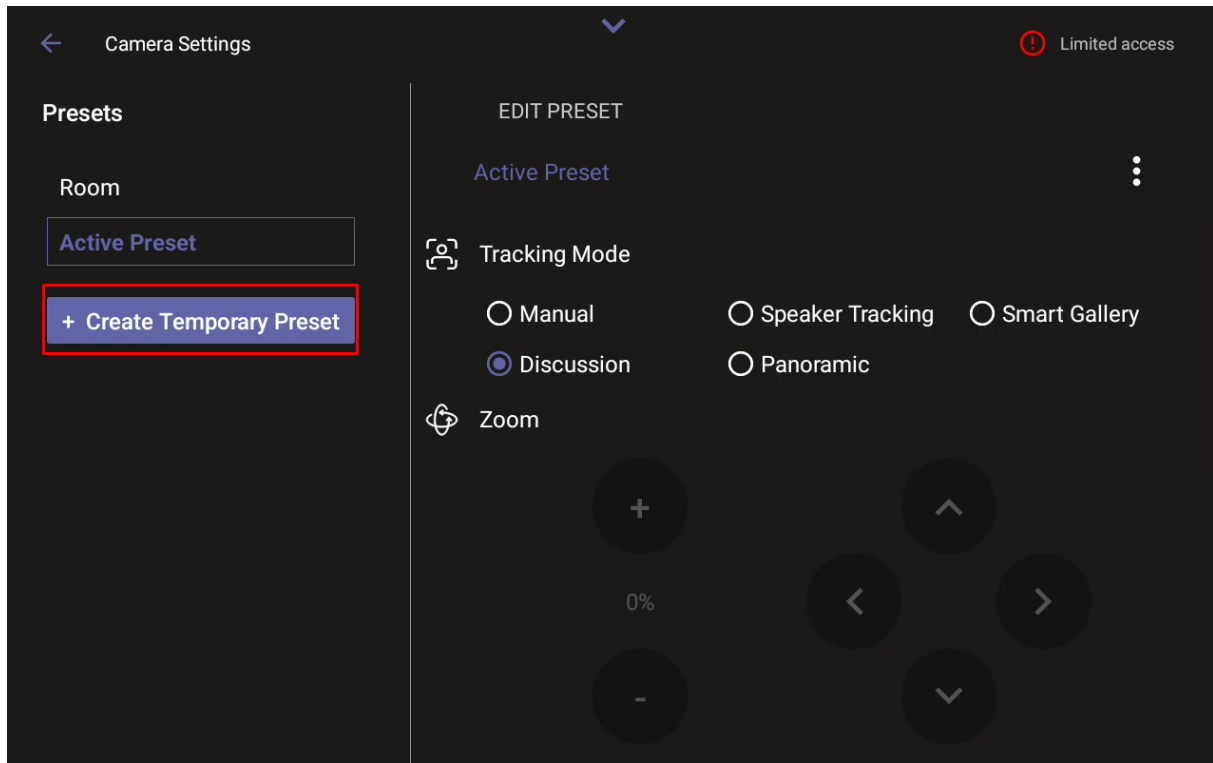 Camera Settings
Limited access
Presets
Room
Active Preset
+ Create Temporary Preset
EDIT PRESET
Active Preset
Tracking Mode
Manual
Speaker Tracking
Smart Gallery
Discussion
Panoramic
Zoom
+
0%
-